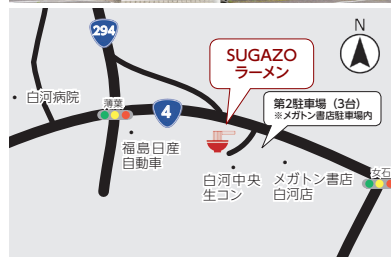 294
N
SUGAZO
ラーメン
白河病院
薄葉
4
第2駐車場（3台）
※メガトン書店駐車場内
福島日産
自動車
白河中央
生コン
メガトン書店
白河店
女石